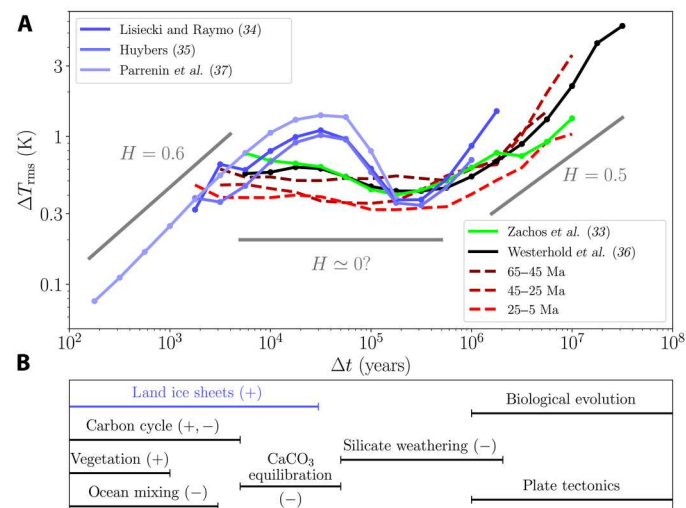 A
Lisiecki and Raymo (34)
Huybers (35)
Parrenin et al. (37)
3
1
0.3
0.1
ΔT_rms (K)
H = 0.6
H ≃ 0?
H = 0.5
Zachos et al. (33)
Westerhold et al. (36)
65–45 Ma
45–25 Ma
25–5 Ma
10^2 10^3 10^4 10^5 10^6 10^7 10^8
Δt (years)
B
Land ice sheets (+)
Biological evolution
Carbon cycle (+, −)
Silicate weathering (−)
Vegetation (+)
CaCO₃
equilibration
(−)
Ocean mixing (−)
Plate tectonics